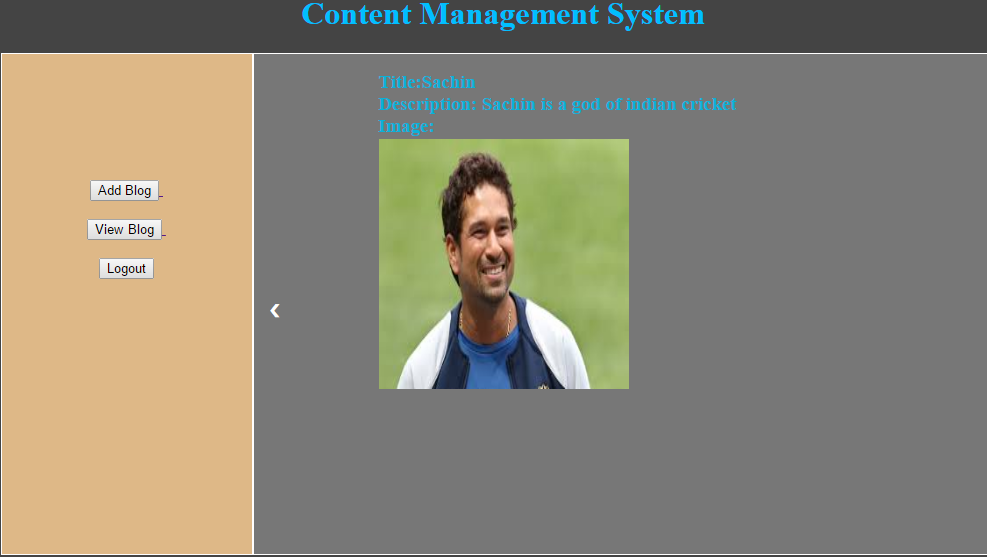 Content Management System
Add Blog
View Blog
Logout
Title:Sachin
Description: Sachin is a god of indian cricket
Image:
‹